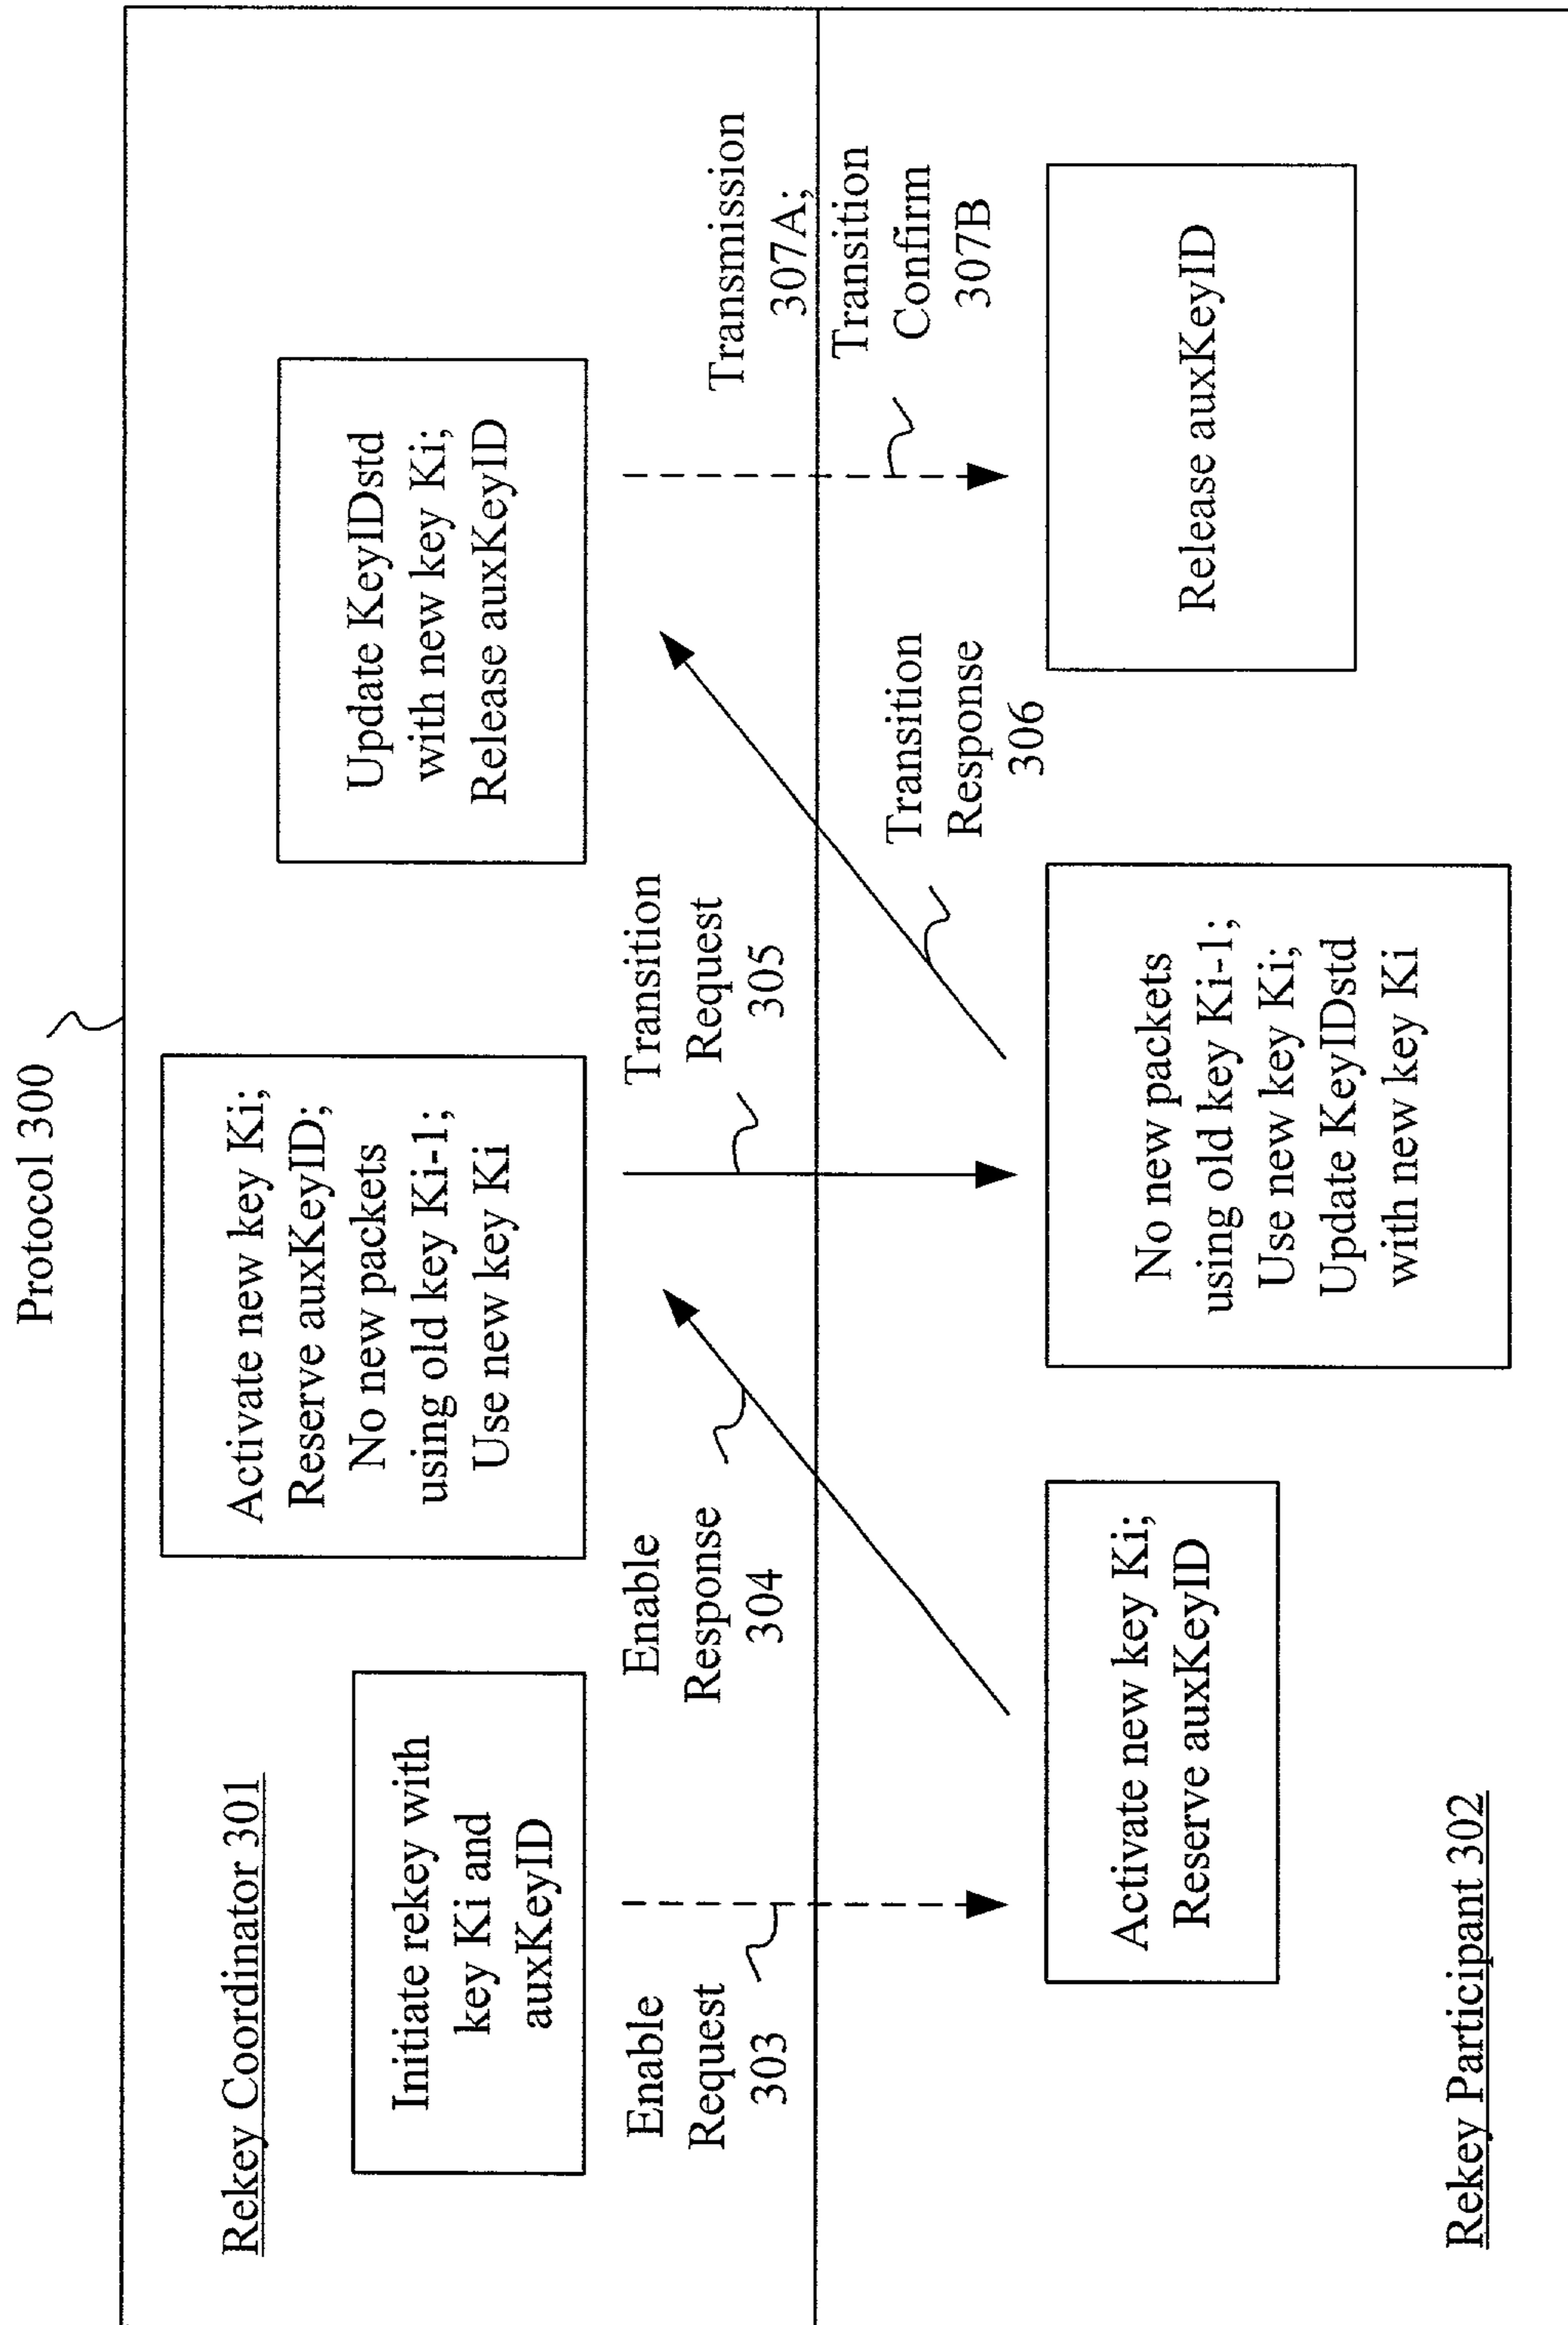 Protocol 300
Rekey Coordinator 301
Initiate rekey with
key Ki and
auxKeyID
Activate new key Ki;
Reserve auxKeyID;
No new packets
using old key Ki-1;
Use new key Ki
Update KeyIDstd
with new key Ki;
Release auxKeyID
Enable
Request
303
Enable
Response
304
Transition
Request
305
Transition
Response
306
Transmission
307A;
Transition
Confirm
307B
Activate new key Ki;
Reserve auxKeyID
No new packets
using old key Ki-1;
Use new key Ki;
Update KeyIDstd
with new key Ki
Release auxKeyID
Rekey Participant 302